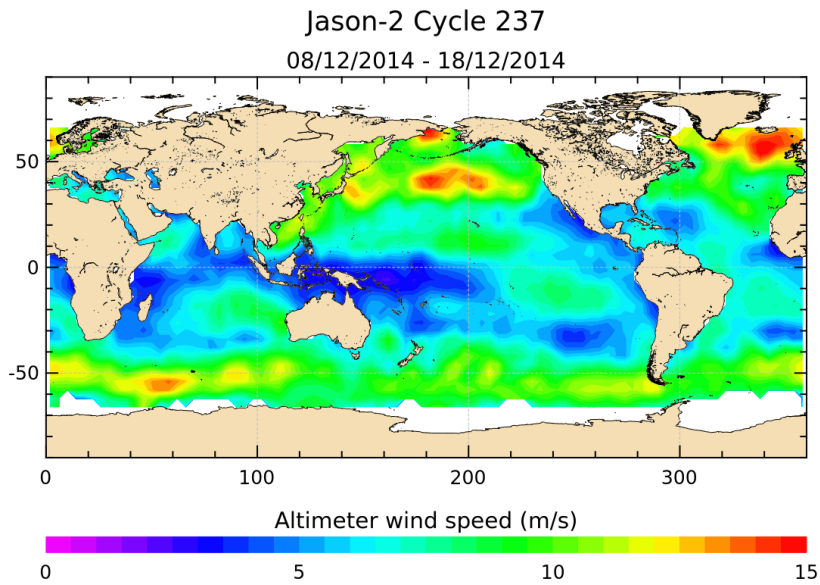 Jason-2 Cycle 237
08/12/2014 - 18/12/2014
50
0
-50
0 100 200 300
Altimeter wind speed (m/s)
0 5 10 15